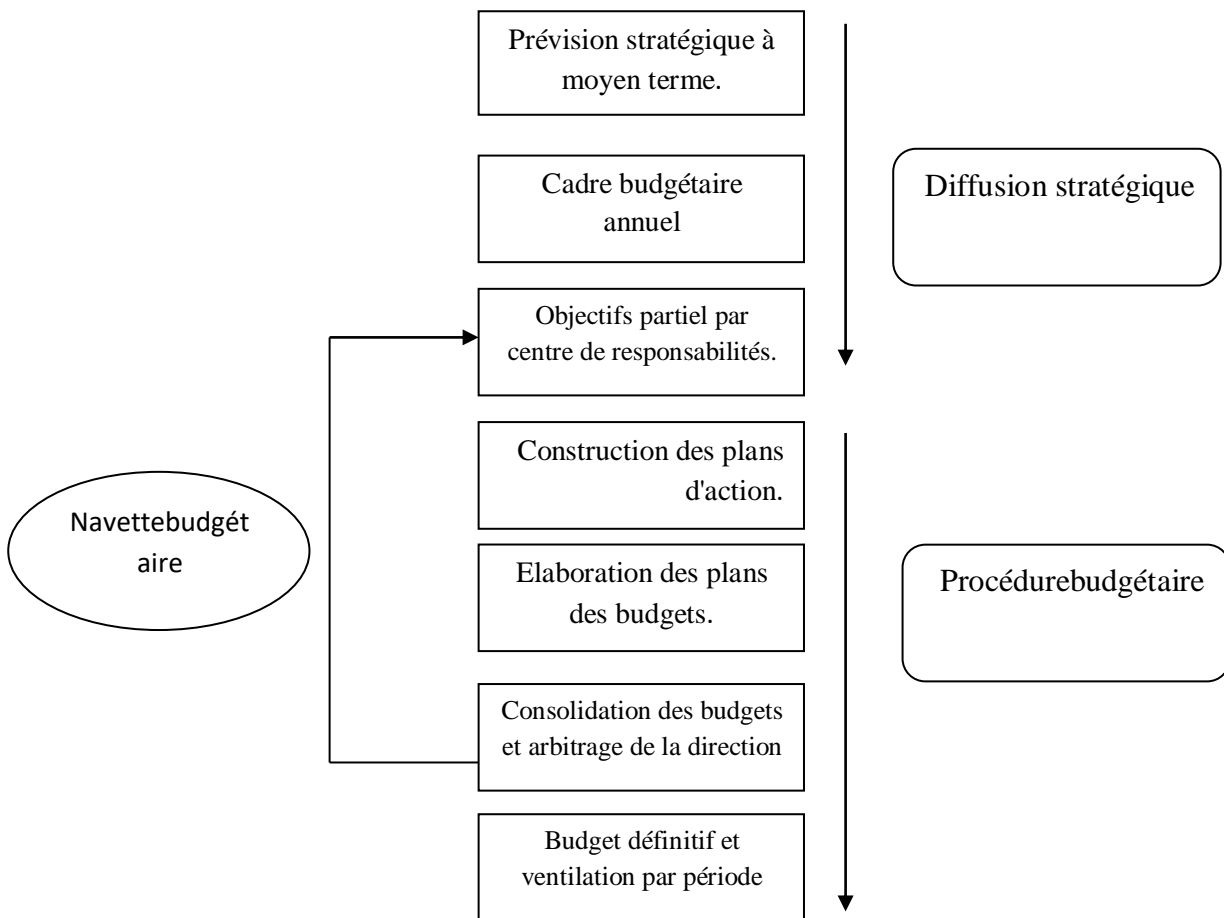 Prévision stratégique à
moyen terme.
Cadre budgétaire
annuel
Diffusion stratégique
Objectifs partiel par
centre de responsabilités.
Construction des plans
d'action.
Navettebudgét
aire
Elaboration des plans
des budgets.
Procédurebudgétaire
Consolidation des budgets
et arbitrage de la direction
Budget définitif et
ventilation par période